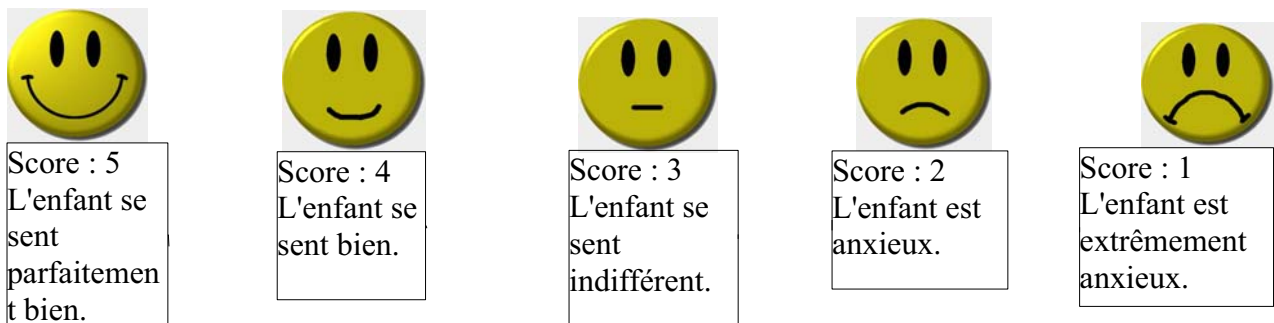 Score : 5
L'enfant se
sent
parfaitemen
t bien.
Score : 4
L'enfant se
sent bien.
Score : 3
L'enfant se
sent
indifférent.
Score : 2
L'enfant est
anxieux.
Score : 1
L'enfant est
extrêmement
anxieux.